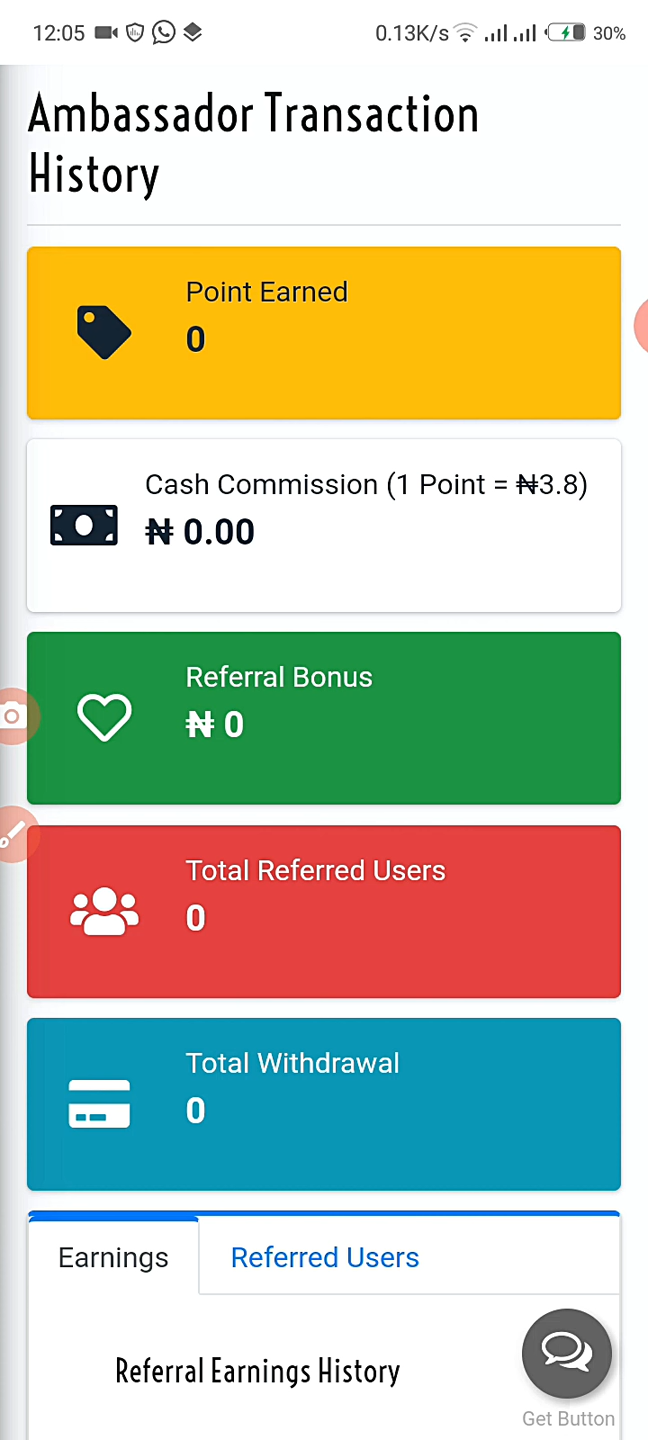 12:05 0.13K/s 30%
Ambassador Transaction
History
Point Earned
0
Cash Commission (1 Point = ₦3.8)
₦ 0.00
Referral Bonus
₦ 0
Total Referred Users
0
Total Withdrawal
0
Earnings Referred Users
Referral Earnings History
Get Button